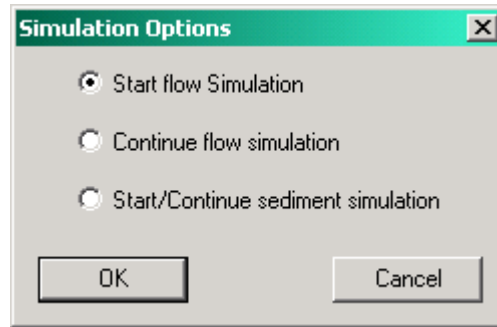 Simulation Options
Start flow Simulation
Continue flow simulation
Start/Continue sediment simulation
OK Cancel